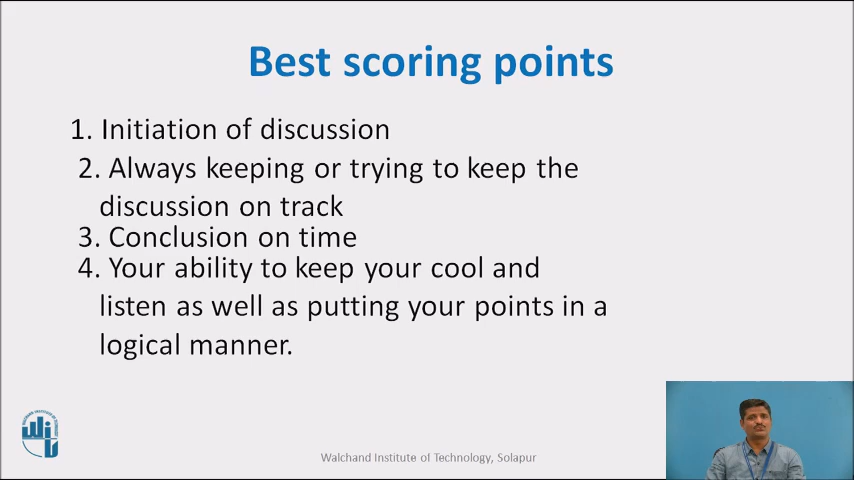 Best scoring points
1. Initiation of discussion
2. Always keeping or trying to keep the
discussion on track
3. Conclusion on time
4. Your ability to keep your cool and
listen as well as putting your points in a
logical manner.
Walchand Institute of Technology, Solapur